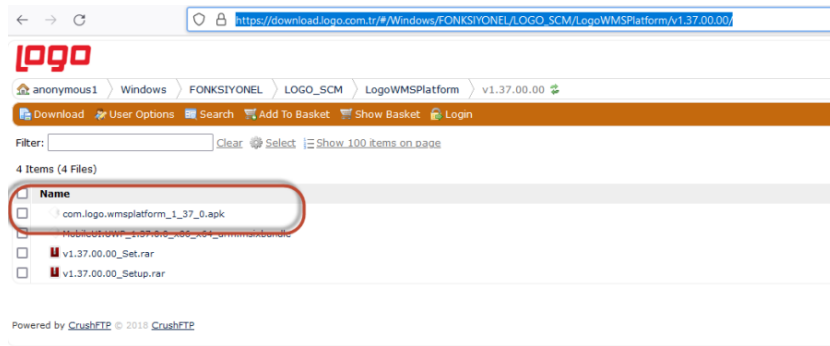 https://download.logo.com.tr/#/Windows/FONKSIYONEL/LOGO_SCM/LogoWMSPlatform/v1.37.00.00/
logo
anonymous1 Windows FONKSIYONEL LOGO_SCM LogoWMSPlatform v1.37.00.00
Download User Options Search Add To Basket Show Basket Login
Filter: Clear Select Show 100 items on page
4 Items (4 Files)
Name
com.logo.wmsplatform_1_37_0.apk
v1.37.00.00_Set.rar
v1.37.00.00_Setup.rar
Powered by CrushFTP © 2018 CrushFTP